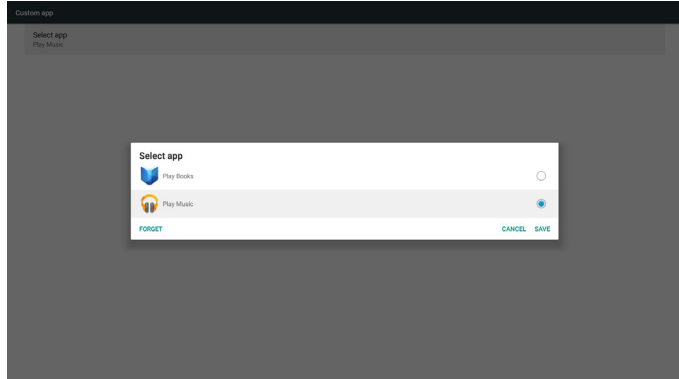 Custom app
Select app
Play Music
Select app
Play Books
Play Music
FORGET CANCEL SAVE